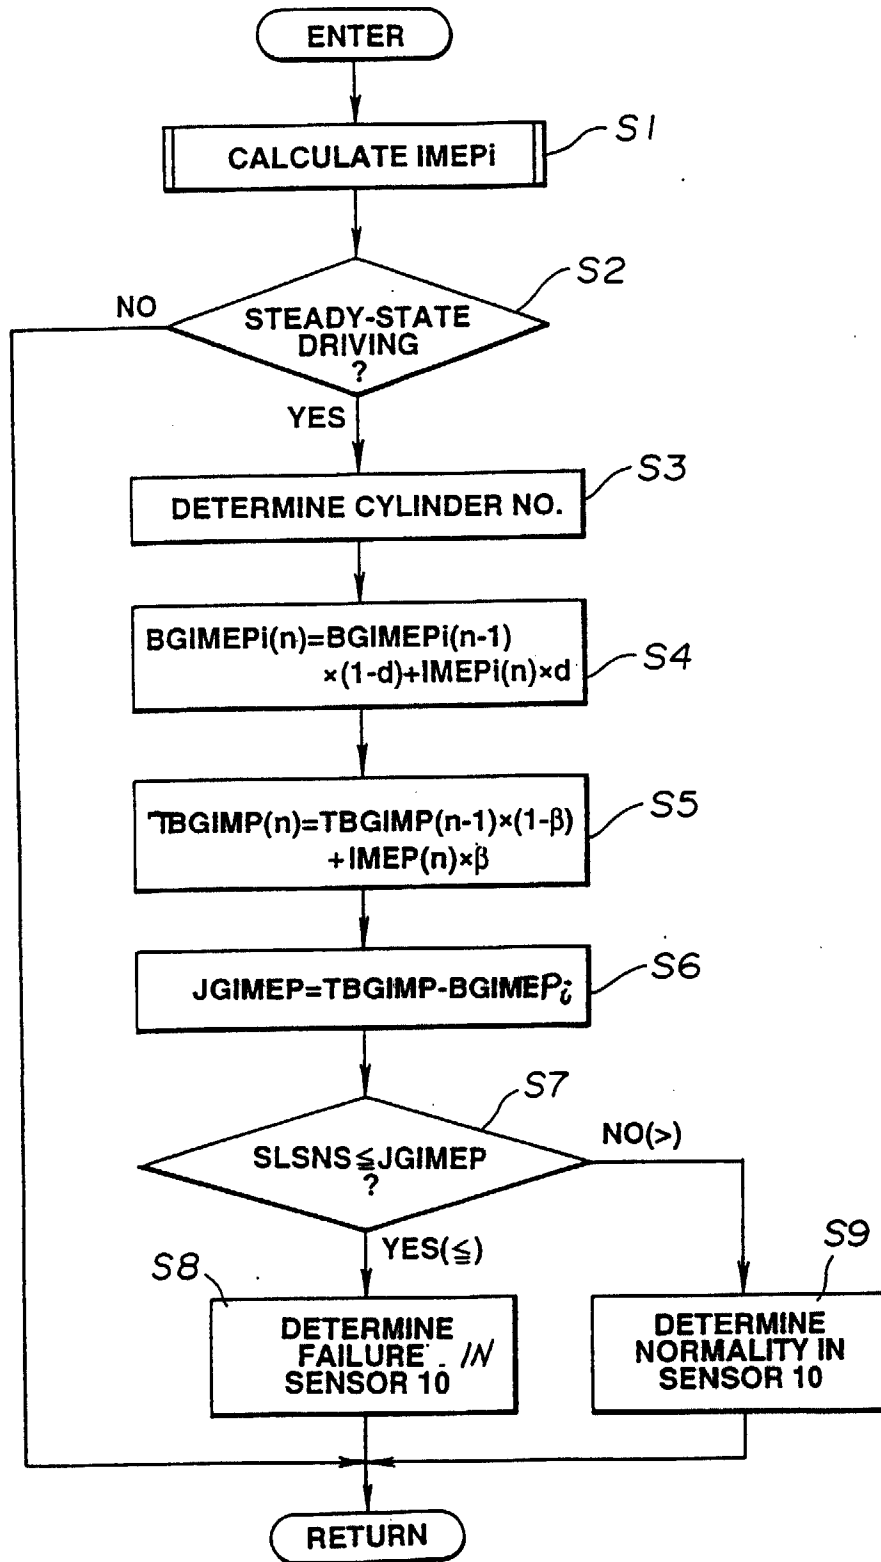 ENTER
CALCULATE IMEPi
S1
S2
NO
STEADY-STATE
DRIVING
?
YES
S3
DETERMINE CYLINDER NO.
BGIMEPi(n)=BGIMEPi(n-1)
×(1-d)+IMEPi(n)×d
S4
TBGIMP(n)=TBGIMP(n-1)×(1-β)
+IMEP(n)×β
S5
JGIMEP=TBGIMP-BGIMEPi
S6
S7
SLSNS≦JGIMEP
?
NO(>)
YES(≦)
S8
DETERMINE
FAILURE IN
SENSOR 10
S9
DETERMINE
NORMALITY IN
SENSOR 10
RETURN